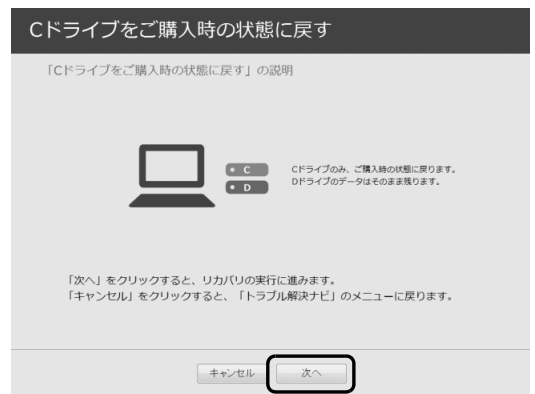 Cドライブをご購入時の状態に戻す
「Cドライブをご購入時の状態に戻す」の説明
C
Cドライブのみ、ご購入時の状態に戻ります。
D
Dドライブのデータはそのまま残ります。
「次へ」をクリックすると、リカバリの実行に進みます。
「キャンセル」をクリックすると、「トラブル解決ナビ」のメニューに戻ります。
キャンセル
次へ